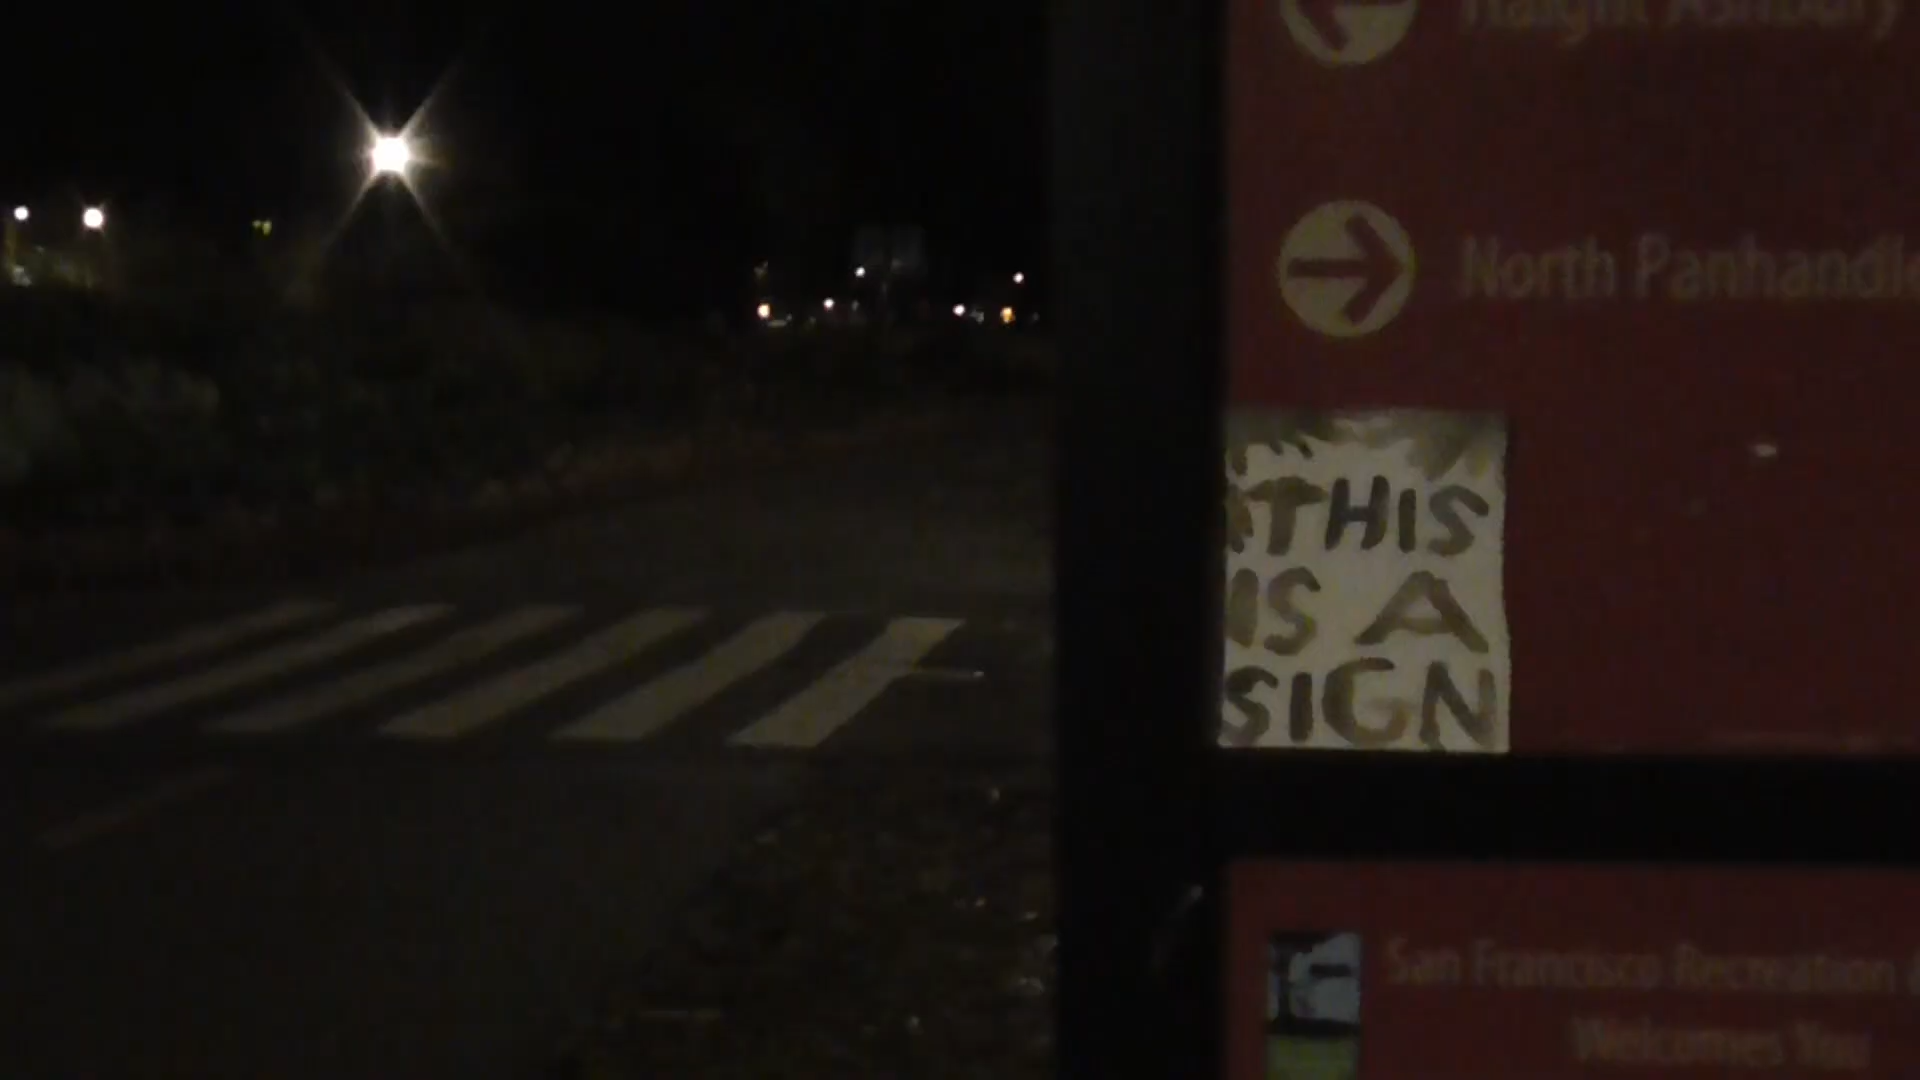 Haight Ashbury
North Panhandle
THIS
IS A
SIGN
San Francisco Recreation
Welcomes You